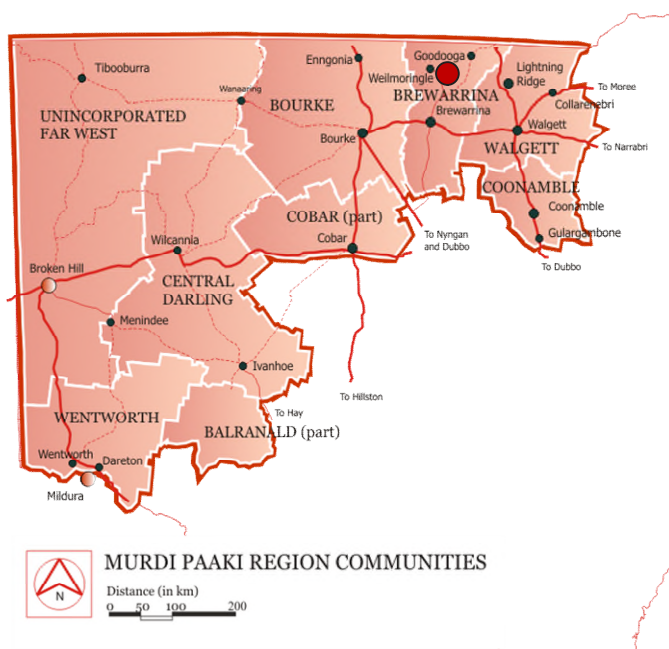 Tibooburra
Enngonia
Goodooga
Weilmoringle
Lightning
Ridge
To Moree
Wanaaring
BOURKE
BREWARRINA
Collarenebri
UNINCORPORATED
FAR WEST
Brewarrina
Walgett
Bourke
WALGETT
To Narrabri
COONAMBLE
Coonamble
COBAR (part)
Wilcannia
Cobar
To Nyngan
and Dubbo
Gulargambone
To Dubbo
Broken Hill
CENTRAL
DARLING
Menindee
Ivanhoe
To Hillston
WENTWORTH
To Hay
BALRANALD (part)
Wentworth
Dareton
Mildura
MURDI PAAKI REGION COMMUNITIES
Distance (in km)
0 50 100 200
N